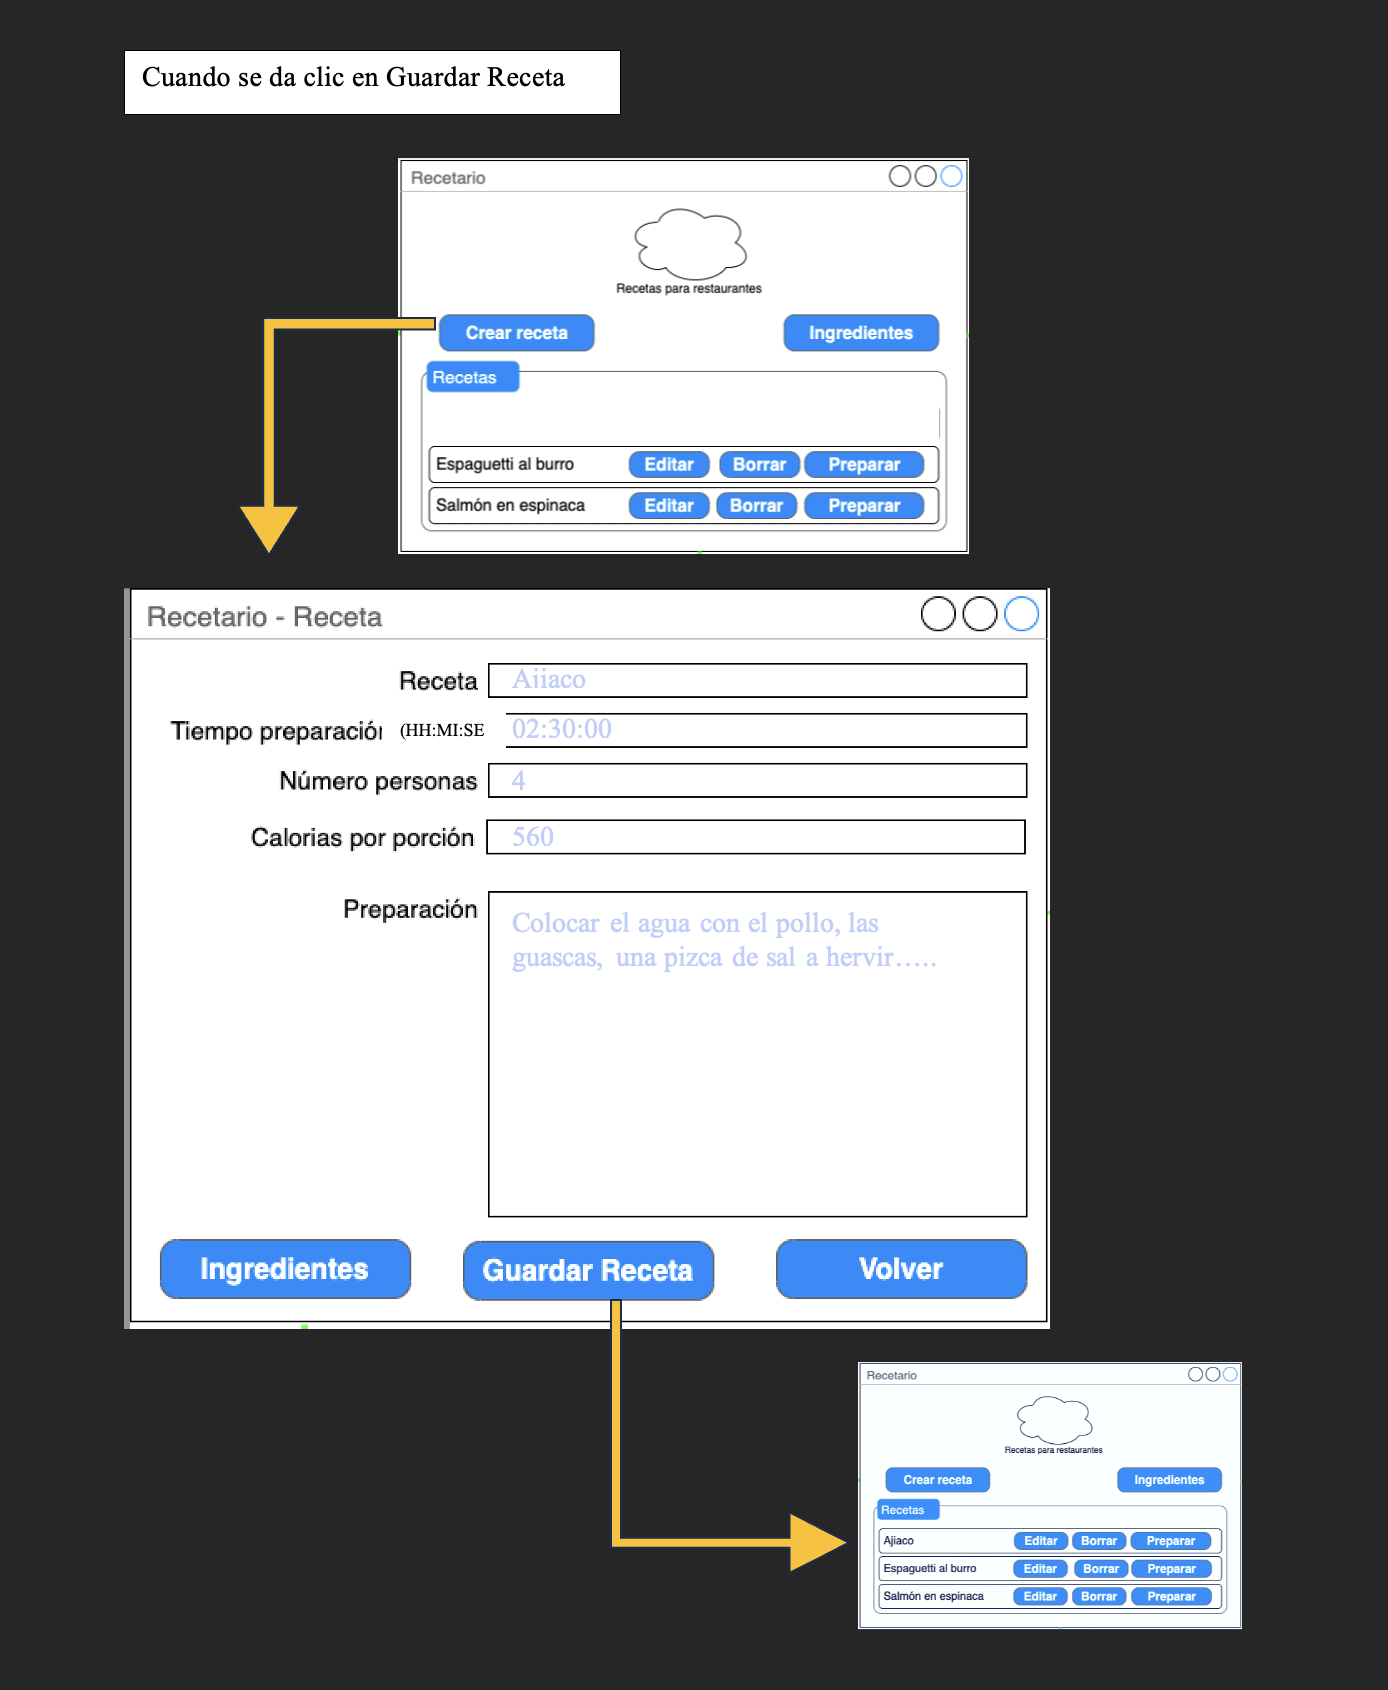 Cuando se da clic en Guardar Receta
Recetario
Recetas para restaurantes
Crear receta
Ingredientes
Recetas
Espaguetti al burro Editar Borrar Preparar
Salmón en espinaca Editar Borrar Preparar
Recetario - Receta
Receta Ajiaco
Tiempo preparación (HH:MI:SE 02:30:00
Número personas 4
Calorias por porción 560
Preparación Colocar el agua con el pollo, las
guascas, una pizca de sal a hervir…..
Ingredientes Guardar Receta Volver
Recetario
Recetas para restaurantes
Crear receta Ingredientes
Recetas
Ajiaco Editar Borrar Preparar
Espaguetti al burro Editar Borrar Preparar
Salmón en espinaca Editar Borrar Preparar